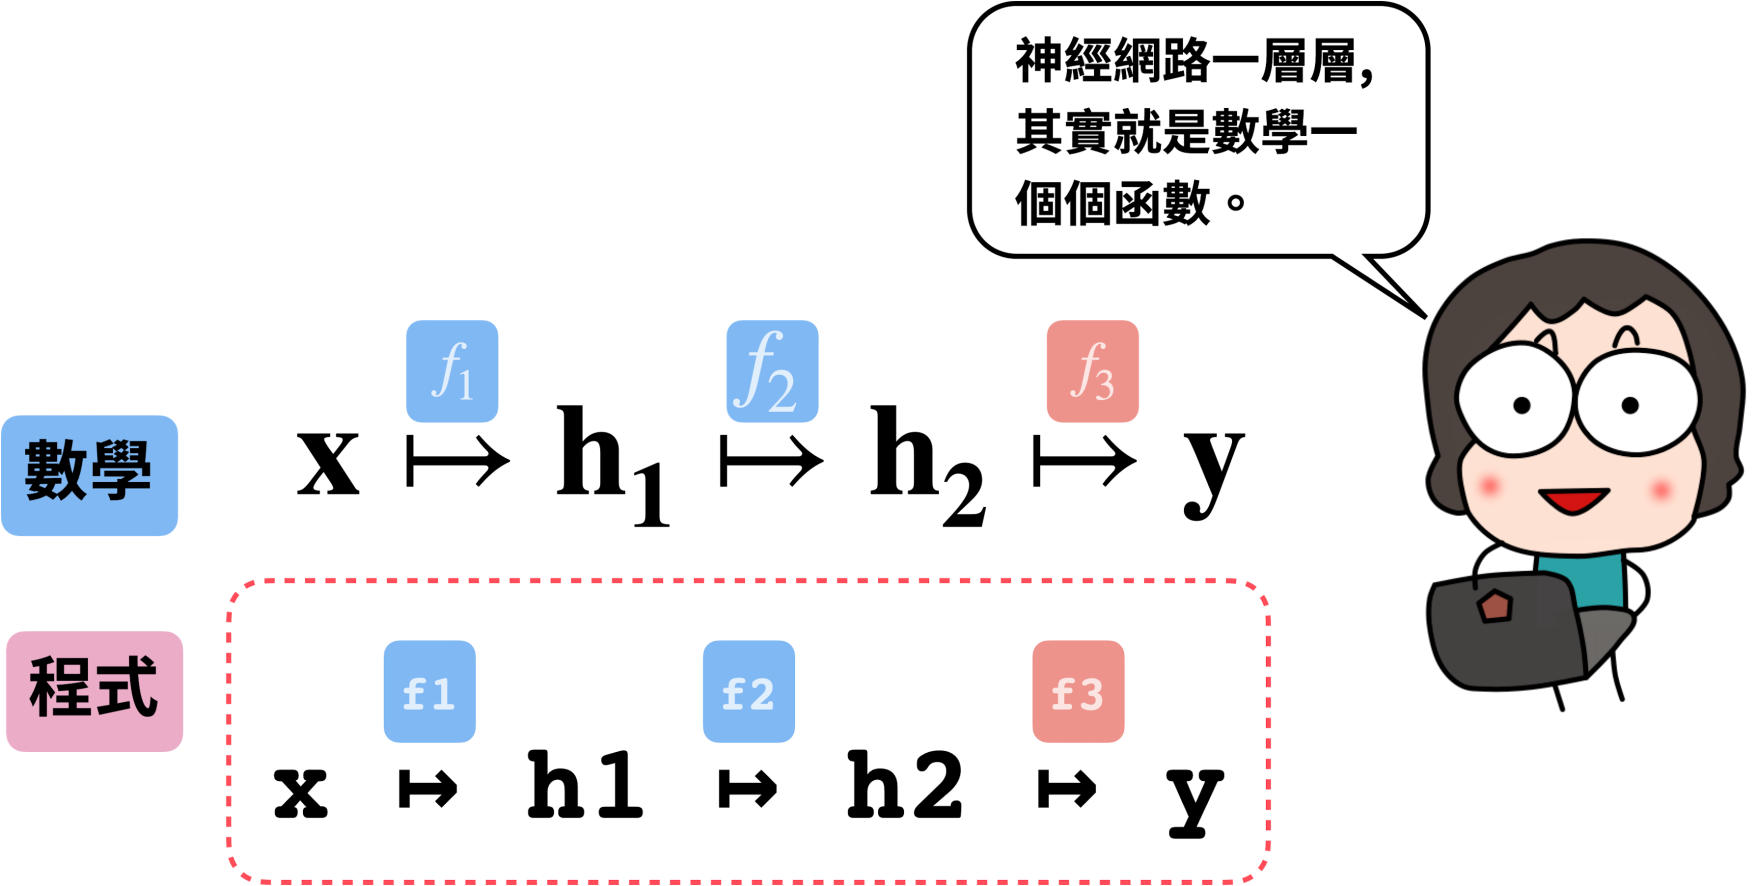 神經網路一層層,
其實就是數學一
個個函數。
f₁ f₂ f₃
數學 x ↦ h₁ ↦ h₂ ↦ y
f1 f2 f3
程式
x ↦ h1 ↦ h2 ↦ y